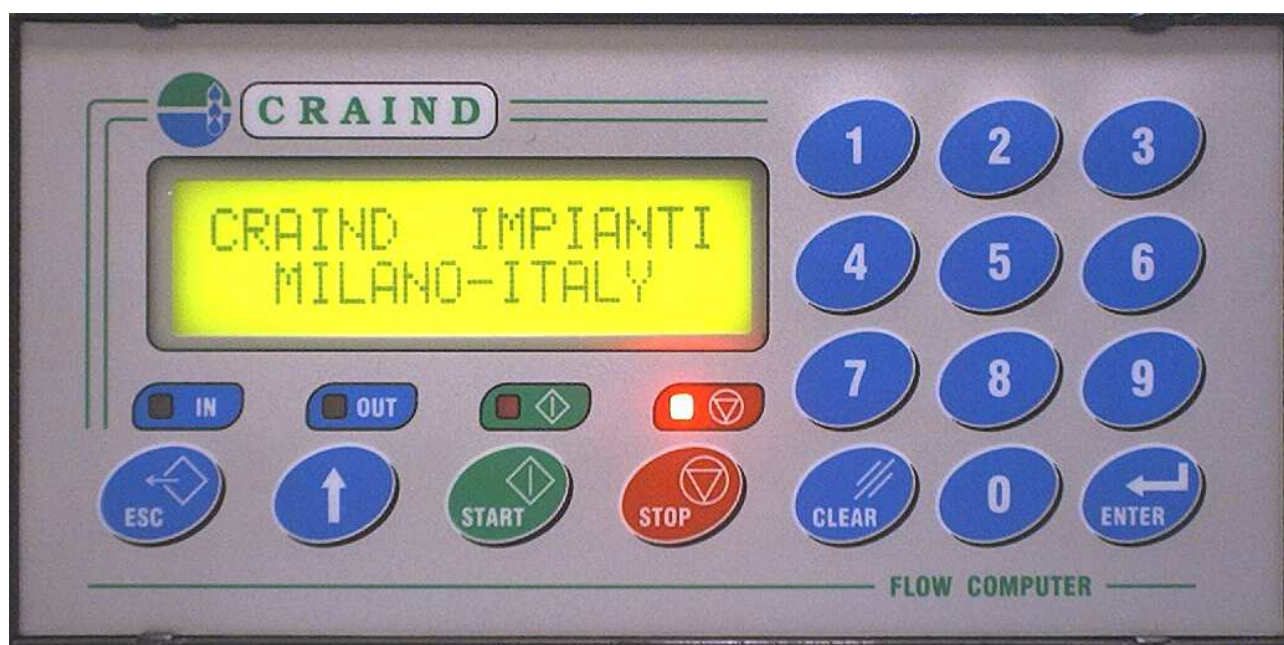 CRAIND
CRAIND IMPIANTI
MILANO-ITALY
1 2 3
4 5 6
7 8 9
IN OUT
ESC START STOP CLEAR 0 ENTER
FLOW COMPUTER